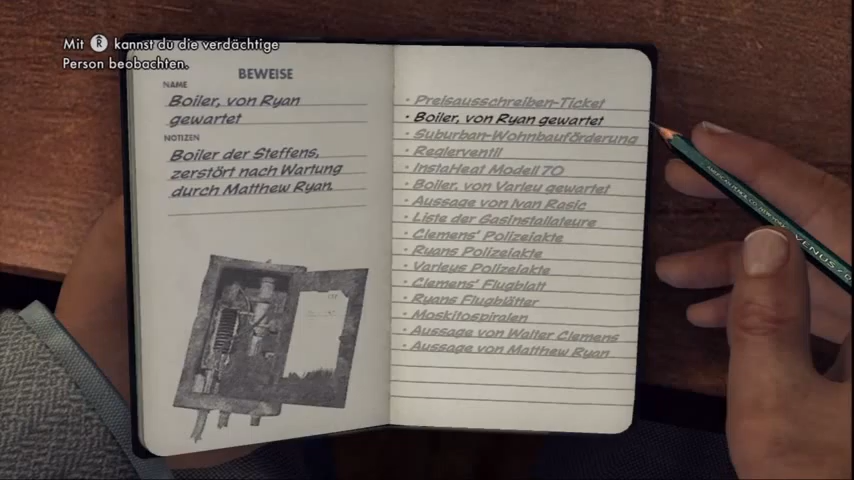 Mit R kannst du die verdächtige
Person beobachten.
BEWEISE
NAME
Boiler, von Ryan
gewartet
NOTIZEN
Boiler der Steffens,
zerstört nach Wartung
durch Matthew Ryan.
• Preisausschreiben-Ticket
• Boiler, von Ryan gewartet
• Suburban-Wohnbauförderung
• Reglerventil
• InstaHeat Modell 70
• Boiler, von Varley gewartet
• Aussage von Ivan Rasic
• Liste der Gasinstallateure
• Clemens' Polizeiakte
• Ryans Polizeiakte
• Varleys Polizeiakte
• Clemens' Flugblatt
• Ryans Flugblätter
• Moskitospiralen
• Aussage von Walter Clemens
• Aussage von Matthew Ryan
VENUS